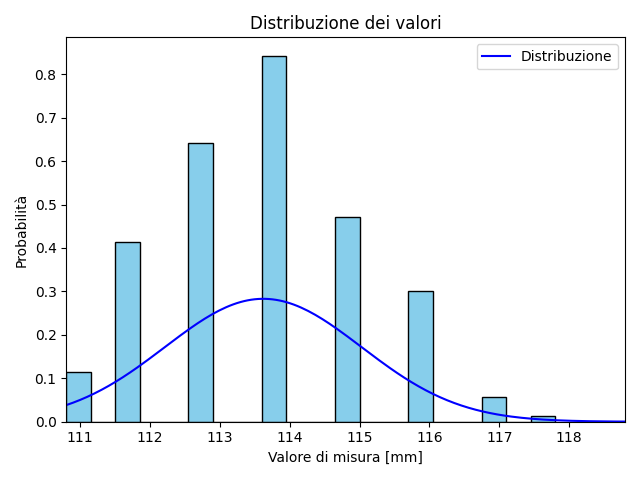 Distribuzione dei valori
Distribuzione
Probabilità
0.8
0.7
0.6
0.5
0.4
0.3
0.2
0.1
0.0
111 112 113 114 115 116 117 118
Valore di misura [mm]